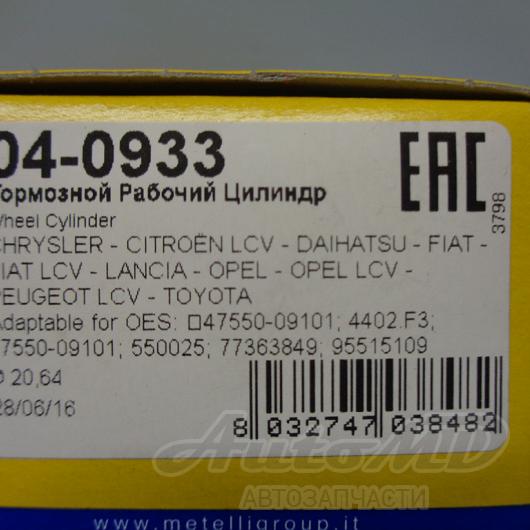 04-0933
EAC
Тормозной Рабочий Цилиндр
Wheel Cylinder
3798
CHRYSLER - CITROËN LCV - DAIHATSU - FIAT -
FIAT LCV - LANCIA - OPEL - OPEL LCV -
PEUGEOT LCV - TOYOTA
Adaptable for OES: □47550-09101; 4402.F3;
47550-09101; 550025; 77363849; 95515109
Ø 20,64
28/06/16
8 032747 038482
AutoMD
АВТОЗАПЧАСТИ
www.metelligroup.it